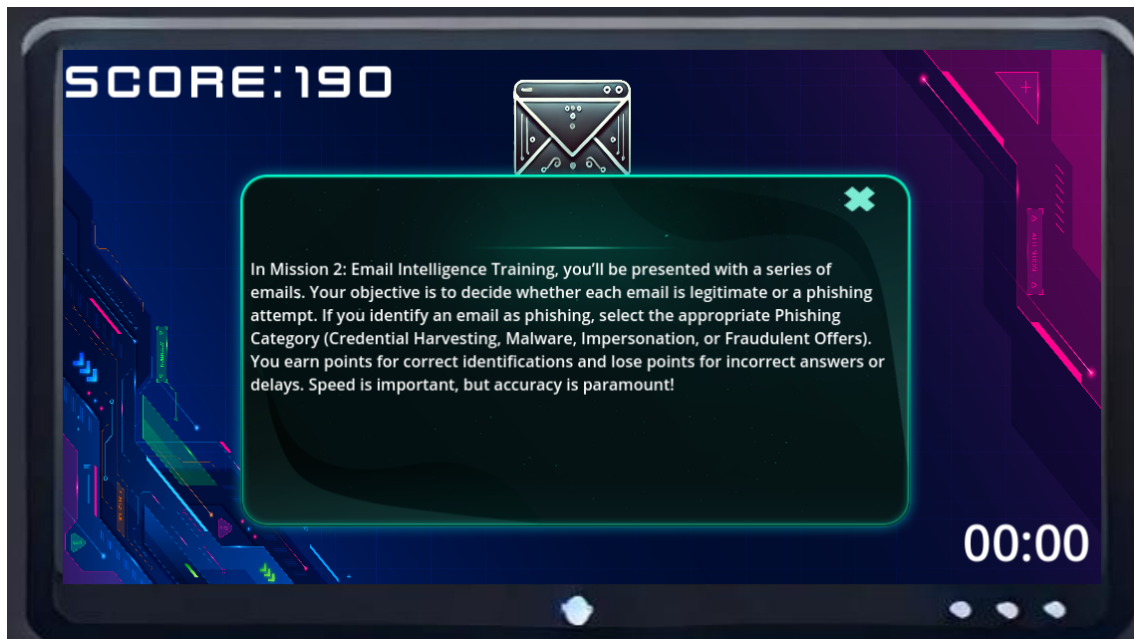 SCORE:190
In Mission 2: Email Intelligence Training, you’ll be presented with a series of
emails. Your objective is to decide whether each email is legitimate or a phishing
attempt. If you identify an email as phishing, select the appropriate Phishing
Category (Credential Harvesting, Malware, Impersonation, or Fraudulent Offers).
You earn points for correct identifications and lose points for incorrect answers or
delays. Speed is important, but accuracy is paramount!
00:00